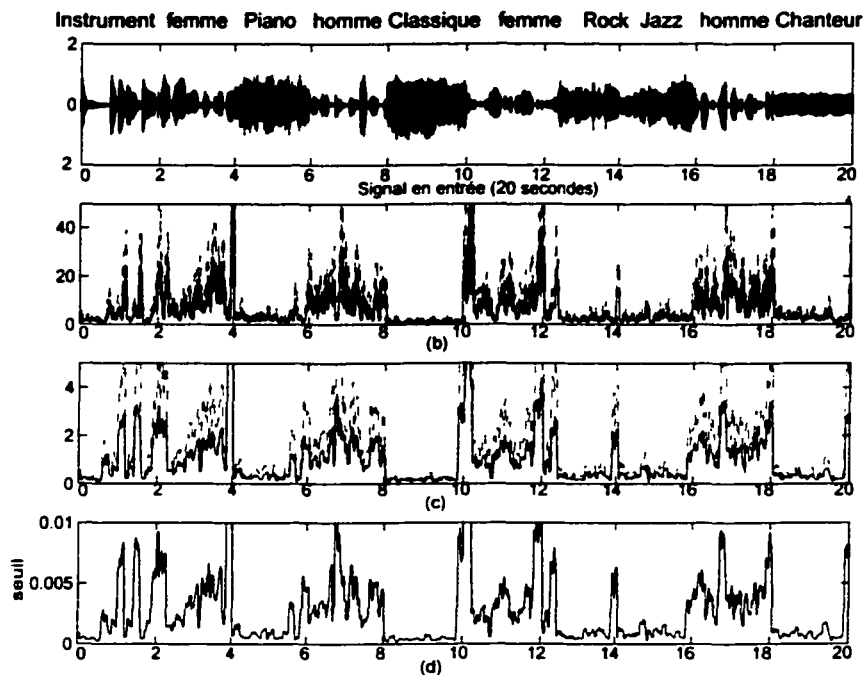 Instrument femme Piano homme Classique femme Rock Jazz homme Chanteur
2
0
2
0 2 4 6 8 10 12 14 16 18 20
Signal en entrée (20 secondes)
40
20
0
0 2 4 6 8 10 12 14 16 18 20
(b)
4
2
0
0 2 4 6 8 10 12 14 16 18 20
(c)
0.01
0.005
0
seuil
0 2 4 6 8 10 12 14 16 18 20
(d)